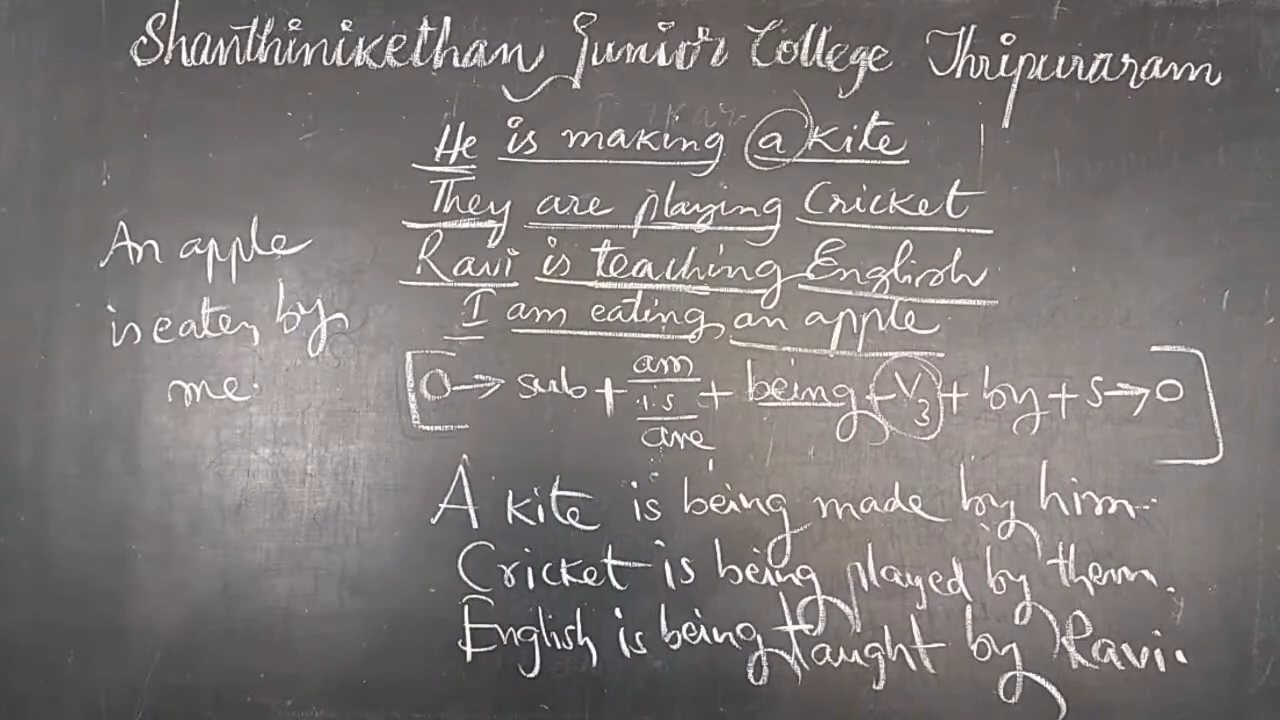 Shanthinikethan Junior College Thripuraram
He is making a kite
They are playing Cricket
Ravi is teaching English
I am eating an apple
An apple
is eaten by
me.
O → sub + am/is/are + being + V3 + by + s → O
A kite is being made by him.
Cricket is being played by them.
English is being taught by Ravi.